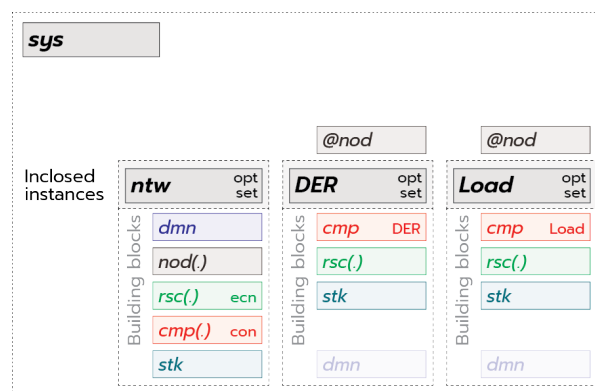 sys
@nod
@nod
Inclosed
instances
ntw
opt
set
DER
opt
set
Load
opt
set
Building blocks
dmn
nod(.)
rsc(.) ecn
cmp(.) con
stk
Building blocks
cmp DER
rsc(.)
stk
dmn
Building blocks
cmp Load
rsc(.)
stk
dmn